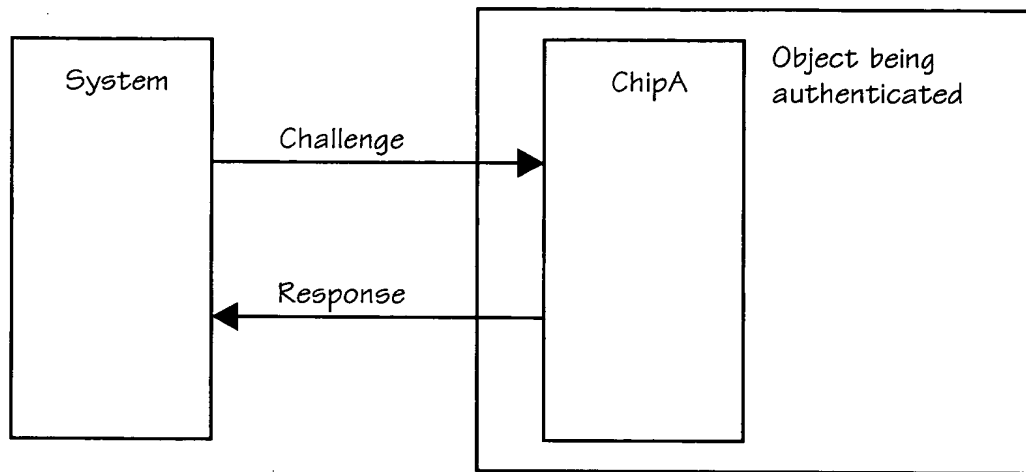 System
ChipA
Object being
authenticated
Challenge
Response